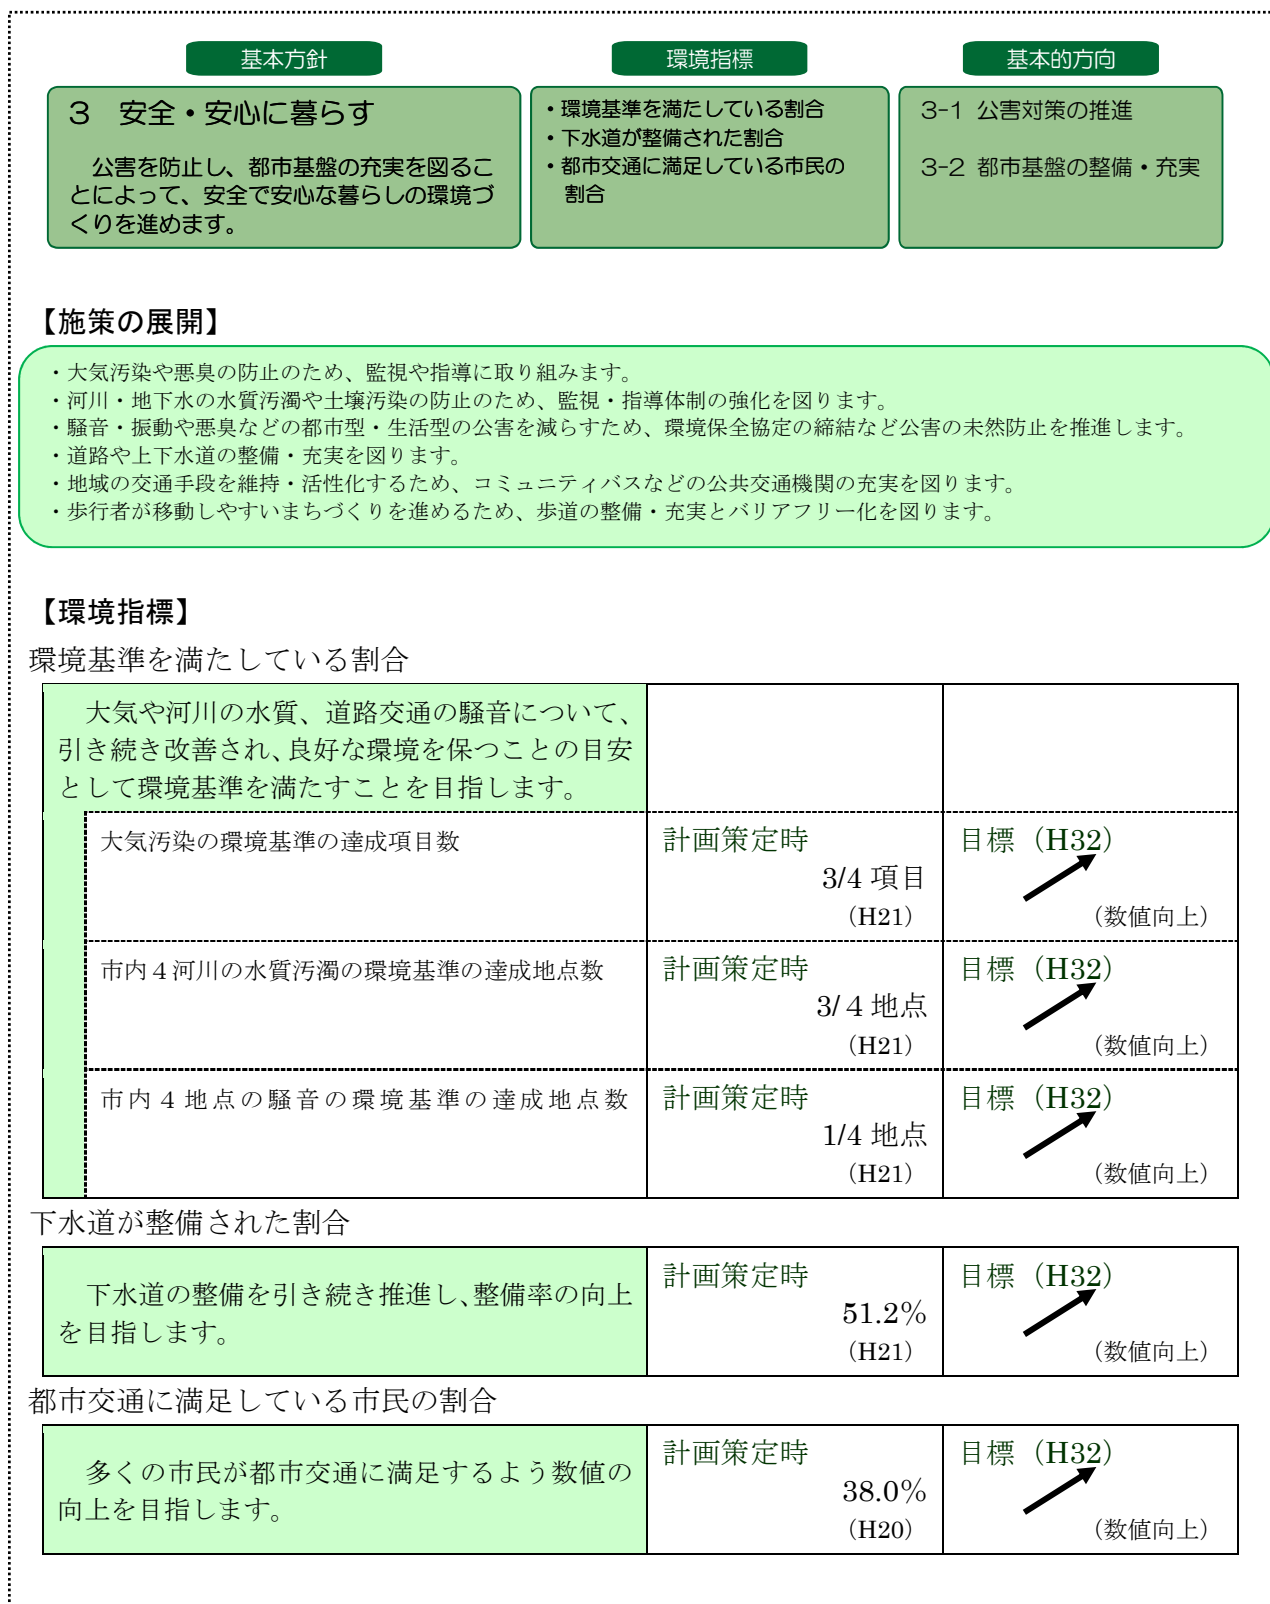 基本方針
環境指標
基本的方向
3 安全・安心に暮らす
公害を防止し、都市基盤の充実を図るこ
とによって、安全で安心な暮らしの環境づ
くりを進めます。
・環境基準を満たしている割合
・下水道が整備された割合
・都市交通に満足している市民の
割合
3-1 公害対策の推進
3-2 都市基盤の整備・充実
【施策の展開】
・大気汚染や悪臭の防止のため、監視や指導に取り組みます。
・河川・地下水の水質汚濁や土壌汚染の防止のため、監視・指導体制の強化を図ります。
・騒音・振動や悪臭などの都市型・生活型の公害を減らすため、環境保全協定の締結など公害の未然防止を推進します。
・道路や上下水道の整備・充実を図ります。
・地域の交通手段を維持・活性化するため、コミュニティバスなどの公共交通機関の充実を図ります。
・歩行者が移動しやすいまちづくりを進めるため、歩道の整備・充実とバリアフリー化を図ります。
【環境指標】
環境基準を満たしている割合
大気や河川の水質、道路交通の騒音について、
引き続き改善され、良好な環境を保つことの目安
として環境基準を満たすことを目指します。
大気汚染の環境基準の達成項目数
計画策定時
3/4 項目
（H21）
目標（H32）
（数値向上）
市内４河川の水質汚濁の環境基準の達成地点数
計画策定時
3/４地点
（H21）
目標（H32）
（数値向上）
市内 4 地点の騒音の環境基準の達成地点数
計画策定時
1/4 地点
（H21）
目標（H32）
（数値向上）
下水道が整備された割合
下水道の整備を引き続き推進し、整備率の向上
を目指します。
計画策定時
51.2％
（H21）
目標（H32）
（数値向上）
都市交通に満足している市民の割合
多くの市民が都市交通に満足するよう数値の
向上を目指します。
計画策定時
38.0％
（H20）
目標（H32）
（数値向上）